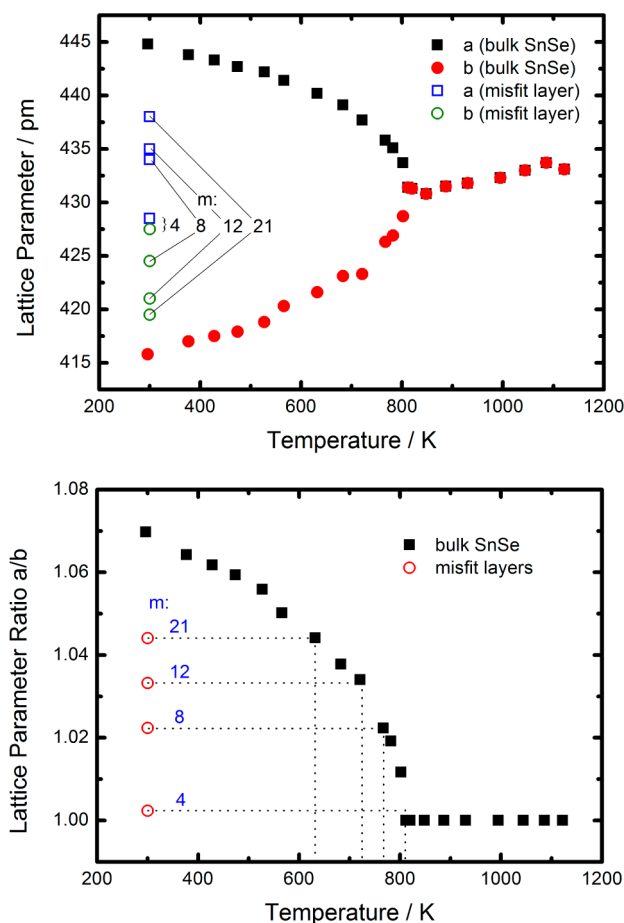 445
440
435
430
425
420
415
Lattice Parameter / pm
a (bulk SnSe)
b (bulk SnSe)
a (misfit layer)
b (misfit layer)
m:
}4 8 12 21
200 400 600 800 1000 1200
Temperature / K
1.08
1.06
1.04
1.02
1.00
Lattice Parameter Ratio a/b
bulk SnSe
misfit layers
m:
21
12
8
4
200 400 600 800 1000 1200
Temperature / K